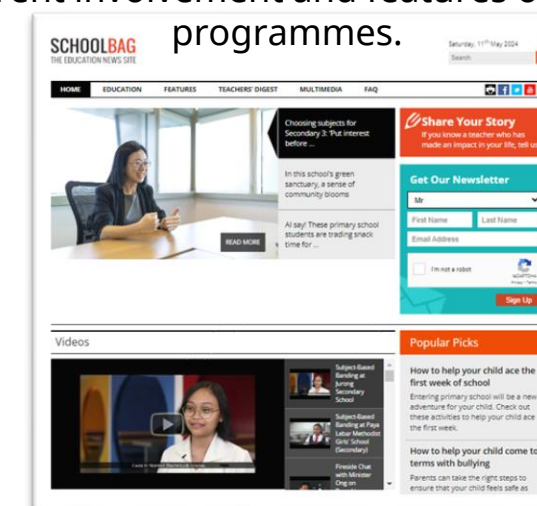 ent involvement and features o
programmes.
SCHOOLBAG
THE EDUCATION NEWS SITE
Saturday, 11th May 2024
Search
HOME EDUCATION FEATURES TEACHERS' DIGEST MULTIMEDIA FAQ
Choosing subjects for
Secondary 3: 'Put interest
before ...
In this school's green
sanctuary, a sense of
community blooms
AI say! These primary school
students are trading snack
time for ...
READ MORE
Share Your Story
If you know a teacher who has
made an impact in your life, tell us
Get Our Newsletter
Mr
First Name Last Name
Email Address
I'm not a robot
Sign Up
Videos
Subject-Based
Banding at
Jurong
Secondary
School
Subject-Based
Banding at Paya
Lebar Methodist
Girls' School
(Secondary)
Fireside Chat
with Minister
Ong on
Popular Picks
How to help your child ace the
first week of school
Entering primary school will be a new
adventure for your child. Check out
these activities to help your child ace
the first week.
How to help your child come to
terms with bullying
Parents can take the right steps to
ensure that your child feels safe as